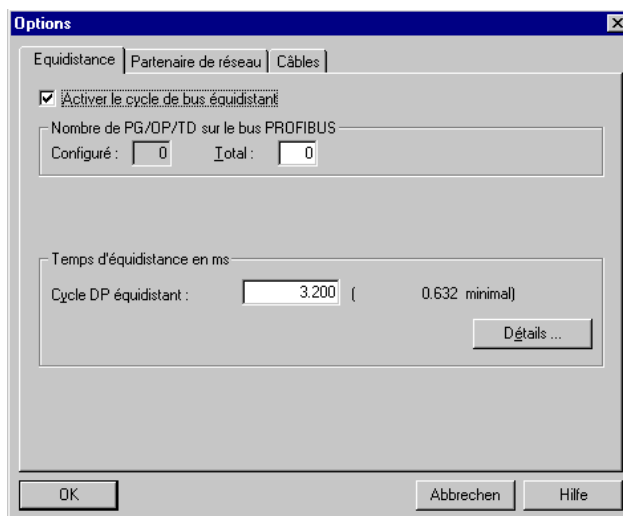 Options
Equidistance Partenaire de réseau Câbles
Activer le cycle de bus équidistant
Nombre de PG/OP/TD sur le bus PROFIBUS
Configuré : 0 Total : 0
Temps d'équidistance en ms
Cycle DP équidistant : 3.200 ( 0.632 minimal)
Détails ...
OK Abbrechen Hilfe